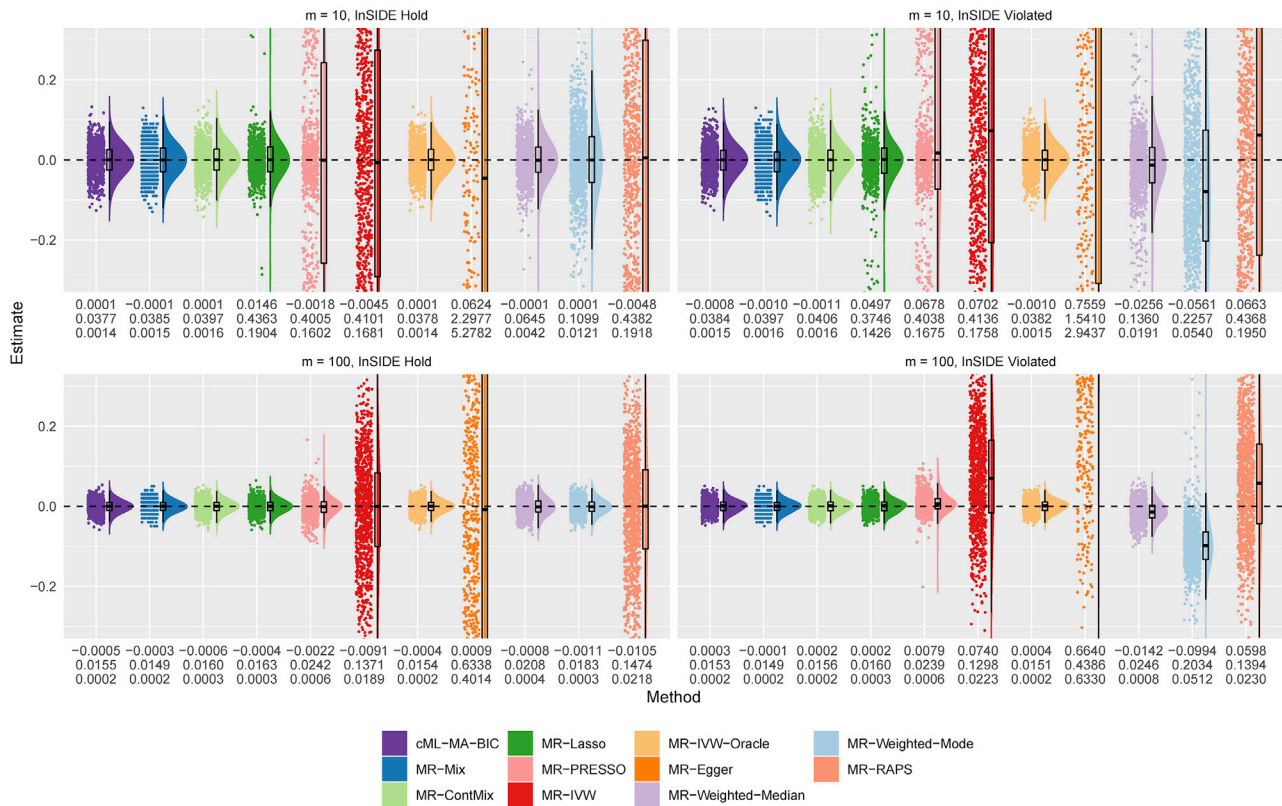 m = 10, InSIDE Hold
m = 10, InSIDE Violated
0.2
0.0
−0.2
0.0001 −0.0001 0.0001 0.0146 −0.0018 −0.0045 0.0001 0.0624 −0.0001 0.0001 −0.0048
0.0377 0.0385 0.0397 0.4363 0.4005 0.4101 0.0378 2.2977 0.0645 0.1099 0.4382
0.0014 0.0015 0.0016 0.1904 0.1602 0.1681 0.0014 5.2782 0.0042 0.0121 0.1918
−0.0008 −0.0010 −0.0011 0.0497 0.0678 0.0702 −0.0010 0.7559 −0.0256 −0.0561 0.0663
0.0384 0.0397 0.0406 0.3746 0.4038 0.4136 0.0382 1.5410 0.1360 0.2257 0.4368
0.0015 0.0016 0.0016 0.1426 0.1675 0.1758 0.0015 2.9437 0.0191 0.0540 0.1950
Estimate
m = 100, InSIDE Hold
m = 100, InSIDE Violated
0.2
0.0
−0.2
−0.0005 −0.0003 −0.0006 −0.0004 −0.0022 −0.0091 −0.0004 0.0009 −0.0008 −0.0011 −0.0105
0.0155 0.0149 0.0160 0.0163 0.0242 0.1371 0.0154 0.6338 0.0208 0.0183 0.1474
0.0002 0.0002 0.0003 0.0003 0.0006 0.0189 0.0002 0.4014 0.0004 0.0003 0.0218
0.0003 −0.0001 0.0002 0.0002 0.0079 0.0740 0.0004 0.6640 −0.0142 −0.0994 0.0598
0.0153 0.0149 0.0156 0.0160 0.0239 0.1298 0.0151 0.4386 0.0246 0.2034 0.1394
0.0002 0.0002 0.0002 0.0003 0.0006 0.0223 0.0002 0.6330 0.0008 0.0512 0.0230
Method
cML−MA−BIC MR−Lasso MR−IVW−Oracle MR−Weighted−Mode
MR−Mix MR−PRESSO MR−Egger MR−RAPS
MR−ContMix MR−IVW MR−Weighted−Median